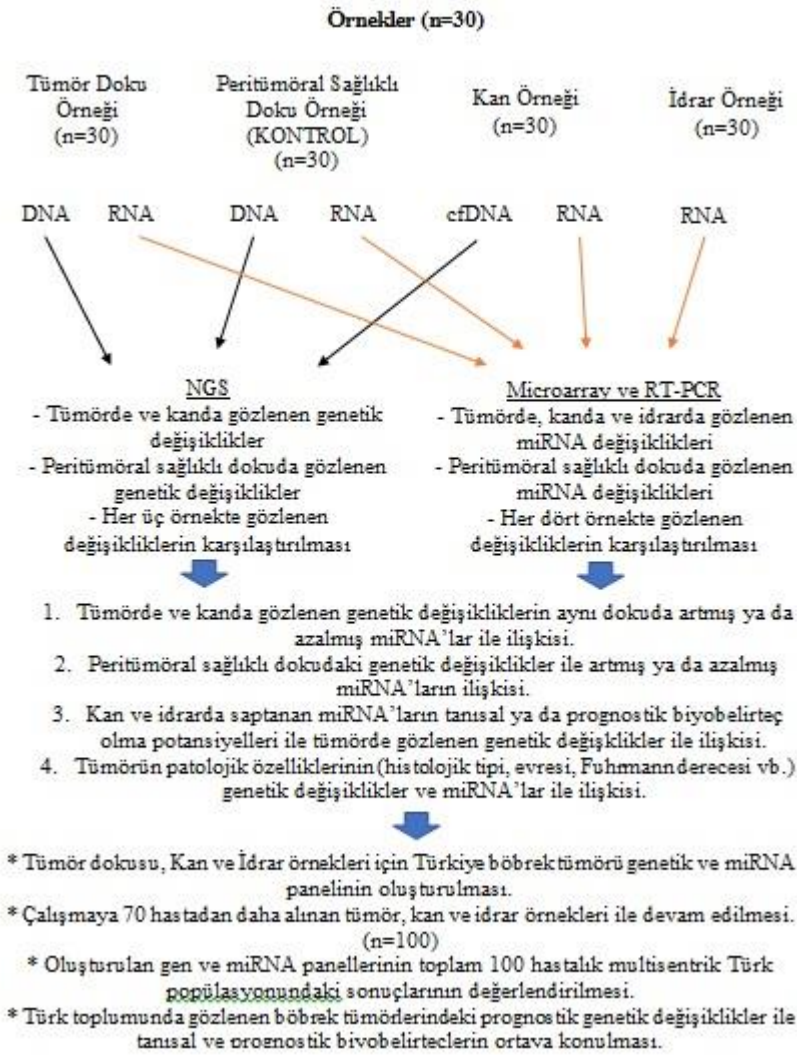 Örnekler (n=30)
Tümör Doku
Örneği
(n=30)
Peritümöral Sağlıklı
Doku Örneği
(KONTROL)
(n=30)
Kan Örneği
(n=30)
İdrar Örneği
(n=30)
DNA RNA DNA RNA cfDNA RNA RNA
NGS
- Tümörde ve kanda gözlenen genetik
değişiklikler
- Peritümöral sağlıklı dokuda gözlenen
genetik değişiklikler
- Her üç örnekte gözlenen
değişikliklerin karşılaştırılması
Microarray ve RT-PCR
- Tümörde, kanda ve idrarda gözlenen
miRNA değişiklikleri
- Peritümöral sağlıklı dokuda gözlenen
miRNA değişiklikleri
- Her dört örnekte gözlenen
değişikliklerin karşılaştırılması
1. Tümörde ve kanda gözlenen genetik değişikliklerin aynı dokuda artmış ya da
azalmış miRNA’lar ile ilişkisi.
2. Peritümöral sağlıklı dokudaki genetik değişiklikler ile artmış ya da azalmış
miRNA’ların ilişkisi.
3. Kan ve idrarda saptanan miRNA’ların tanısal ya da prognostik biyobelirteç
olma potansiyelleri ile tümörde gözlenen genetik değişklikler ile ilişkisi.
4. Tümörün patolojik özelliklerinin (histolojik tipi, evresi, Fuhrmann derecesi vb.)
genetik değişiklikler ve miRNA’lar ile ilişkisi.
* Tümör dokusu, Kan ve İdrar örnekleri için Türkiye böbrek tümörü genetik ve miRNA
panelinin oluşturulması.
* Çalışmaya 70 hastadan daha alınan tümör, kan ve idrar örnekleri ile devam edilmesi.
(n=100)
* Oluşturulan gen ve miRNA panellerinin toplam 100 hastalık multisentrik Türk
popülasyonundaki sonuçlarının değerlendirilmesi.
* Türk toplumunda gözlenen böbrek tümörlerindeki prognostik genetik değişiklikler ile
tanısal ve prognostik biyobelirteçlerin ortaya konulması.